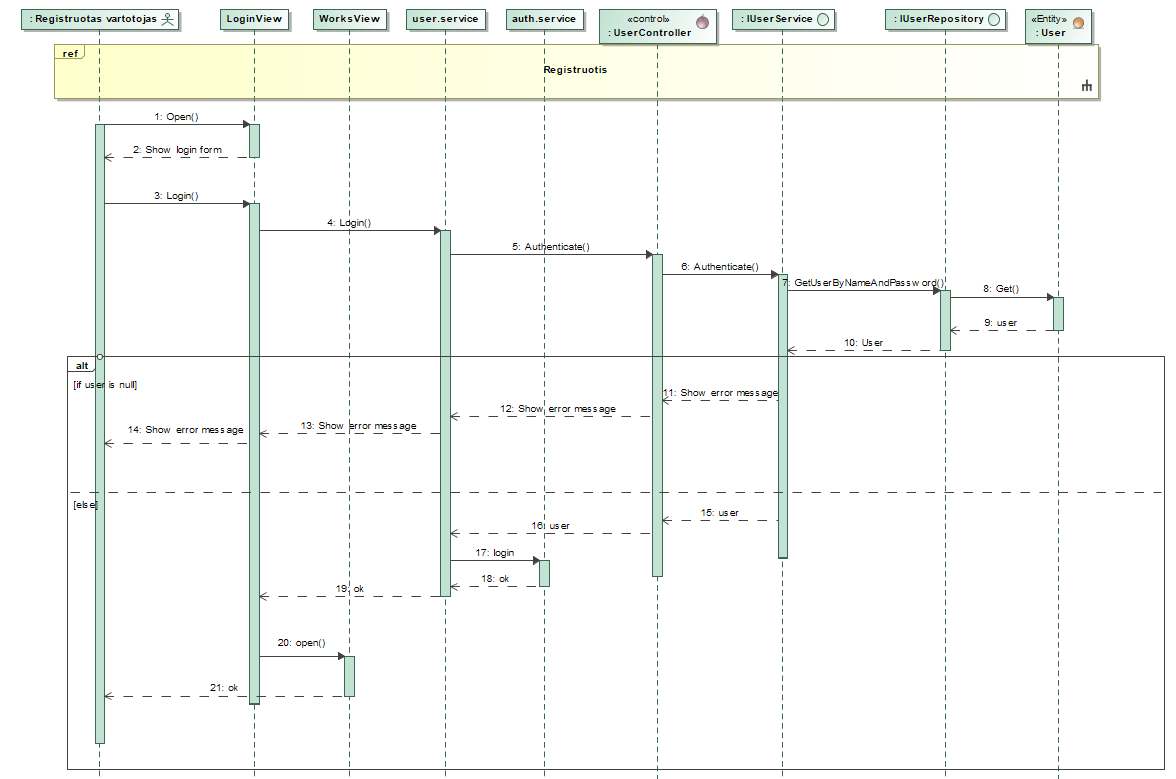 : Registruotas vartotojas
LoginView
WorksView
user.service
auth.service
«control»
: UserController
: IUserService
: IUserRepository
«Entity»
: User
ref
Registruotis
1: Open()
2: Show login form
3: Login()
4: Login()
5: Authenticate()
6: Authenticate()
7: GetUserByNameAndPassword()
8: Get()
9: user
10: User
alt
[if user is null]
11: Show error message
12: Show error message
13: Show error message
14: Show error message
[else]
15: user
16: user
17: login
18: ok
19: ok
20: open()
21: ok